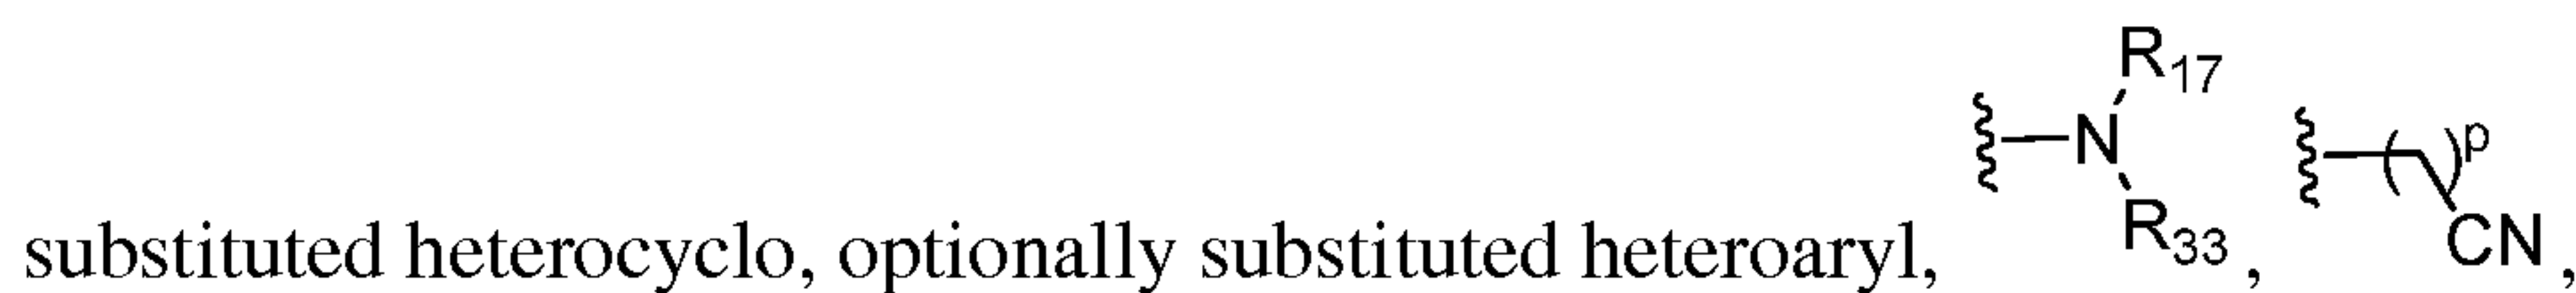 substituted heterocyclo, optionally substituted heteroaryl, N R17 R33, ( )p CN,